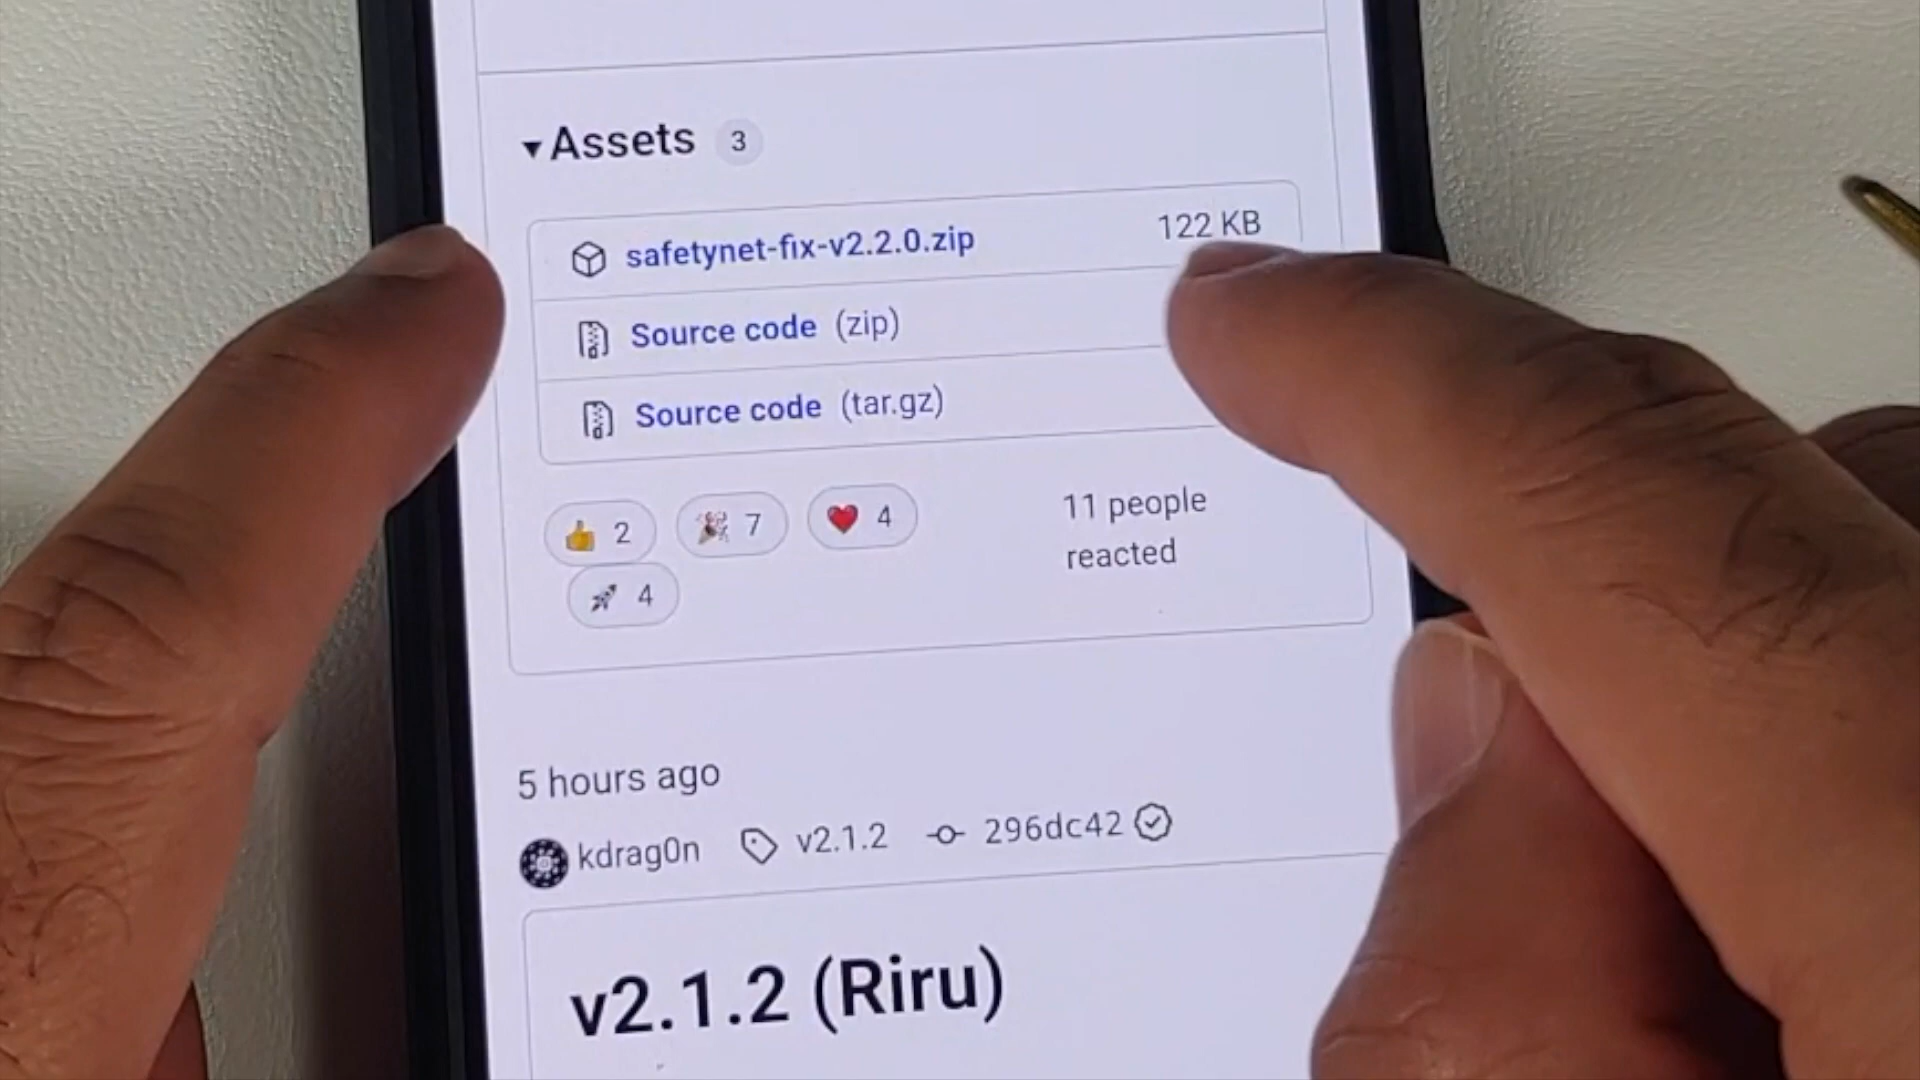 ▾Assets 3
safetynet-fix-v2.2.0.zip 122 KB
Source code (zip)
Source code (tar.gz)
👍 2 🎉 7 ❤️ 4 11 people
reacted
🚀 4
5 hours ago
kdrag0n v2.1.2 296dc42
v2.1.2 (Riru)